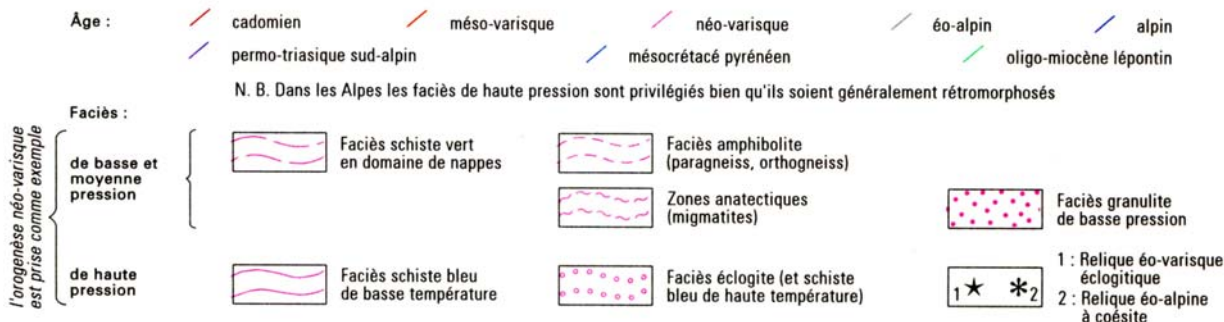 Âge :
cadomien
méso-varisque
néo-varisque
éo-alpin
alpin
permo-triasique sud-alpin
mésocrétacé pyrénéen
oligo-miocène lépontin
N. B. Dans les Alpes les faciès de haute pression sont privilégiés bien qu'ils soient généralement rétromorphosés
Faciès :
l'orogenèse néo-varisque
est prise comme exemple
de basse et
moyenne
pression
Faciès schiste vert
en domaine de nappes
Faciès amphibolite
(paragneiss, orthogneiss)
Zones anatectiques
(migmatites)
Faciès granulite
de basse pression
de haute
pression
Faciès schiste bleu
de basse température
Faciès éclogite (et schiste
bleu de haute température)
1 2
1 : Relique éo-varisque
éclogitique
2 : Relique éo-alpine
à coésite